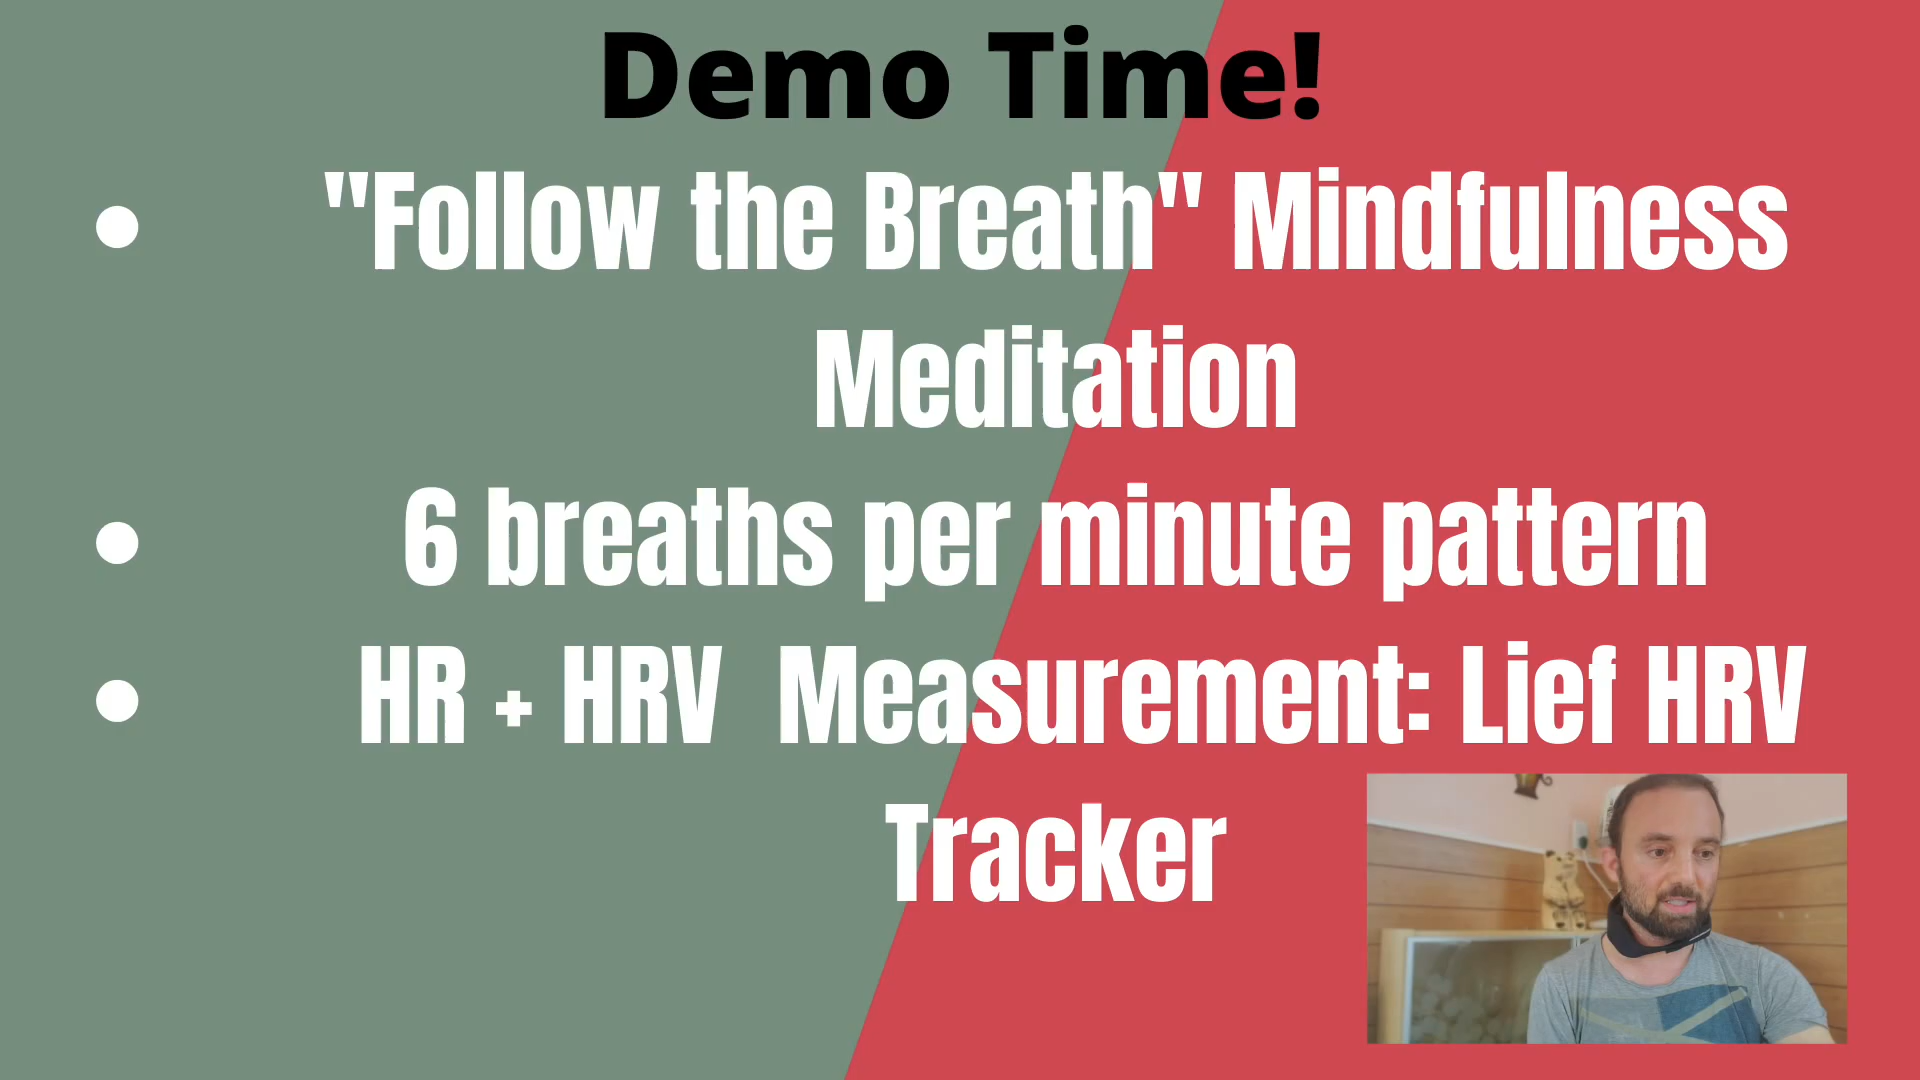 Demo Time!
"Follow the Breath" Mindfulness
Meditation
6 breaths per minute pattern
HR + HRV  Measurement: Lief HRV
Tracker